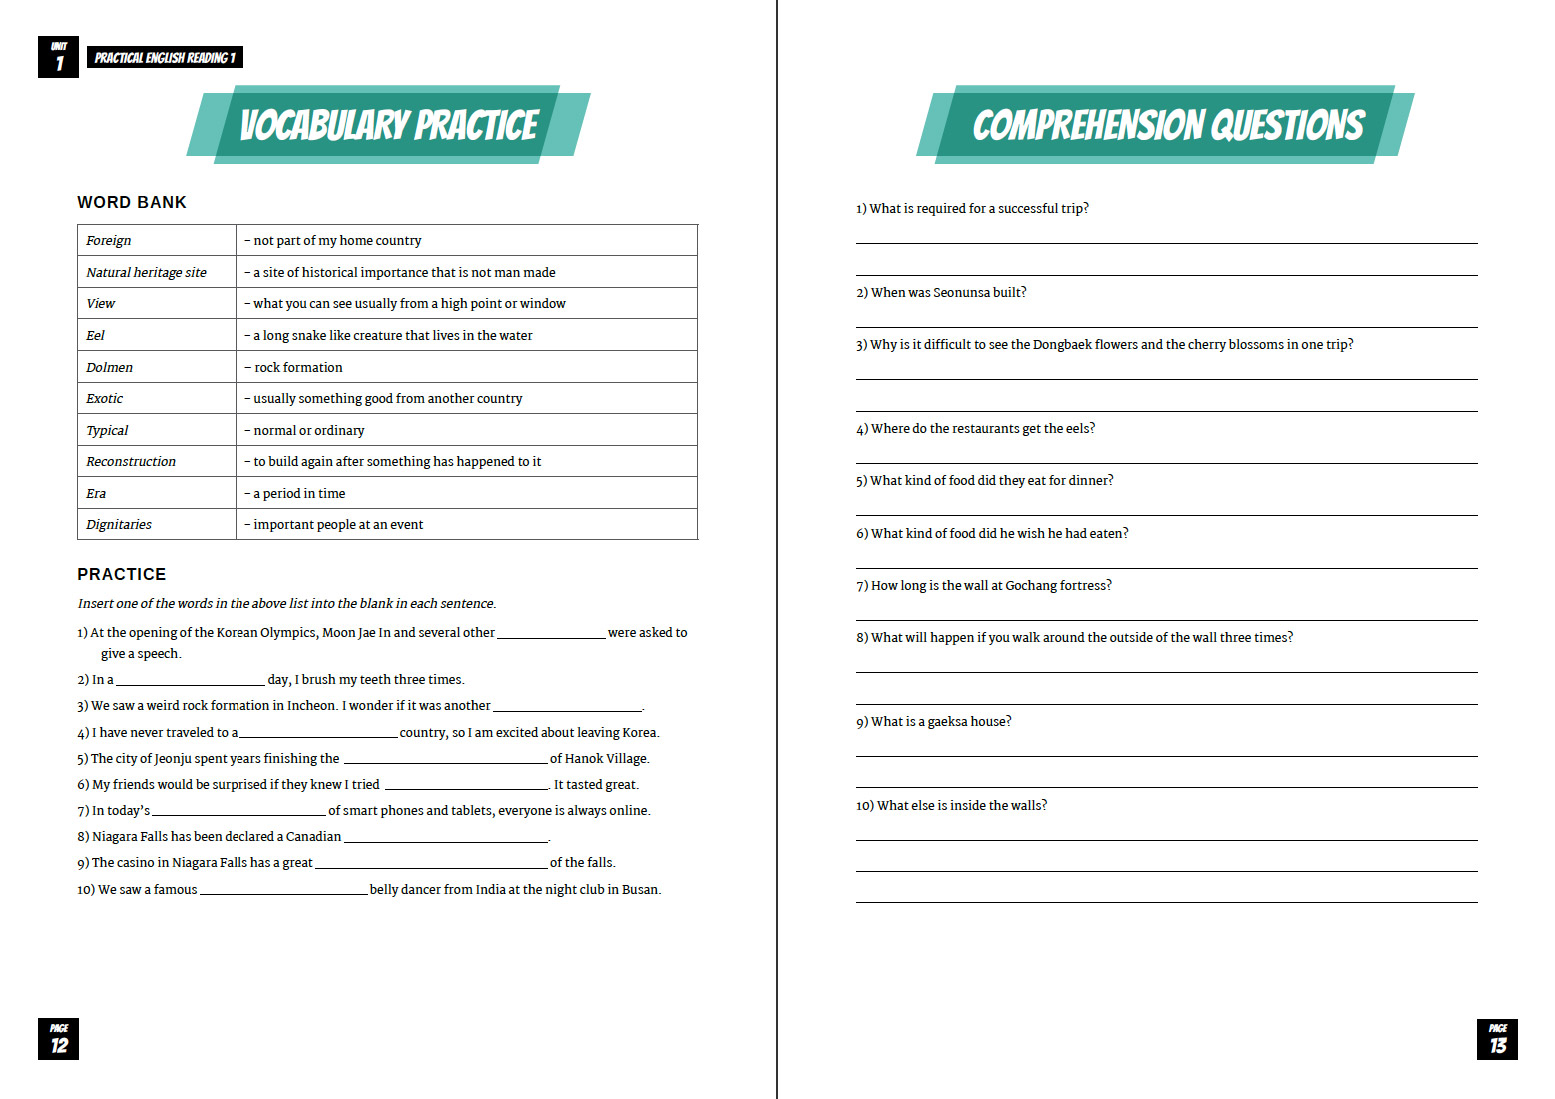 UNIT
1
PRACTICAL ENGLISH READING 1
VOCABULARY PRACTICE
WORD BANK
Foreign – not part of my home country
Natural heritage site – a site of historical importance that is not man made
View – what you can see usually from a high point or window
Eel – a long snake like creature that lives in the water
Dolmen – rock formation
Exotic – usually something good from another country
Typical – normal or ordinary
Reconstruction – to build again after something has happened to it
Era – a period in time
Dignitaries – important people at an event
PRACTICE
Insert one of the words in the above list into the blank in each sentence.
1) At the opening of the Korean Olympics, Moon Jae In and several other ____________ were asked to
give a speech.
2) In a ____________ day, I brush my teeth three times.
3) We saw a weird rock formation in Incheon. I wonder if it was another ____________.
4) I have never traveled to a ____________ country, so I am excited about leaving Korea.
5) The city of Jeonju spent years finishing the ____________ of Hanok Village.
6) My friends would be surprised if they knew I tried ____________. It tasted great.
7) In today’s ____________ of smart phones and tablets, everyone is always online.
8) Niagara Falls has been declared a Canadian ____________.
9) The casino in Niagara Falls has a great ____________ of the falls.
10) We saw a famous ____________ belly dancer from India at the night club in Busan.
PAGE
12
COMPREHENSION QUESTIONS
1) What is required for a successful trip?
2) When was Seonunsa built?
3) Why is it difficult to see the Dongbaek flowers and the cherry blossoms in one trip?
4) Where do the restaurants get the eels?
5) What kind of food did they eat for dinner?
6) What kind of food did he wish he had eaten?
7) How long is the wall at Gochang fortress?
8) What will happen if you walk around the outside of the wall three times?
9) What is a gaeksa house?
10) What else is inside the walls?
PAGE
13